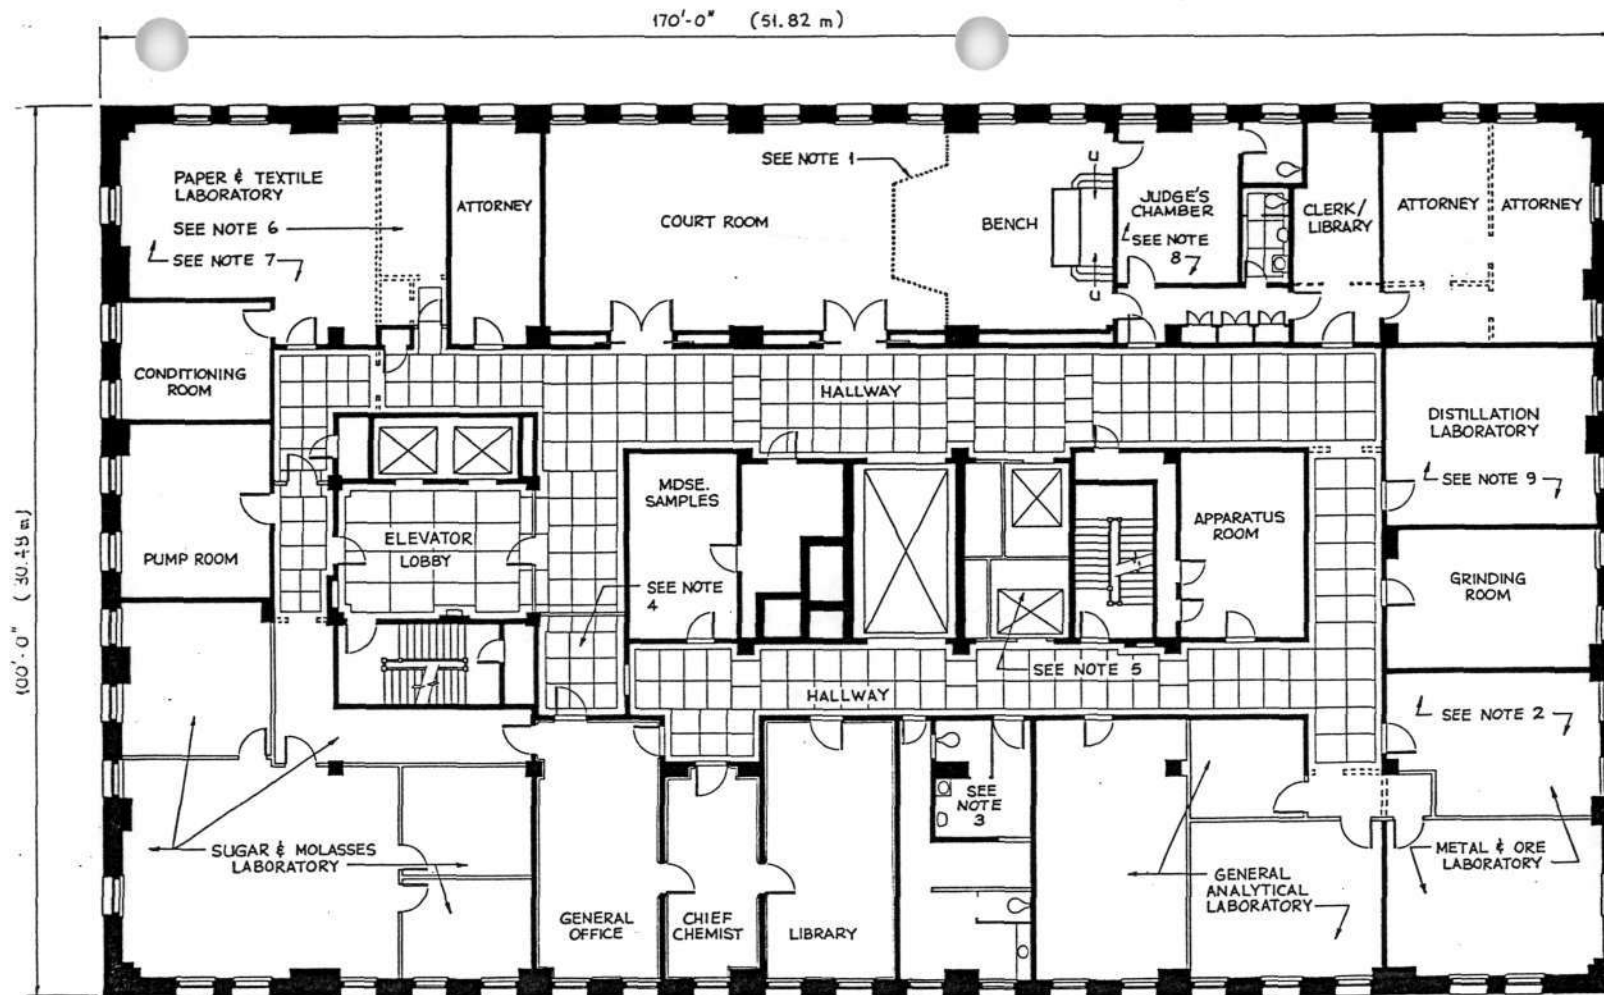 170'-0" (51.82 m)
100'-0" (30.48 m)
PAPER & TEXTILE
LABORATORY
SEE NOTE 6
SEE NOTE 7
ATTORNEY
COURT ROOM
SEE NOTE 1
BENCH
U
U
JUDGE'S
CHAMBER
SEE NOTE
8
CLERK/
LIBRARY
ATTORNEY
ATTORNEY
CONDITIONING
ROOM
HALLWAY
DISTILLATION
LABORATORY
SEE NOTE 9
PUMP ROOM
ELEVATOR
LOBBY
MDSE.
SAMPLES
SEE NOTE
4
APPARATUS
ROOM
GRINDING
ROOM
HALLWAY
SEE NOTE 5
SEE NOTE 2
SUGAR & MOLASSES
LABORATORY
GENERAL
OFFICE
CHIEF
CHEMIST
LIBRARY
SEE
NOTE
3
GENERAL
ANALYTICAL
LABORATORY
METAL & ORE
LABORATORY